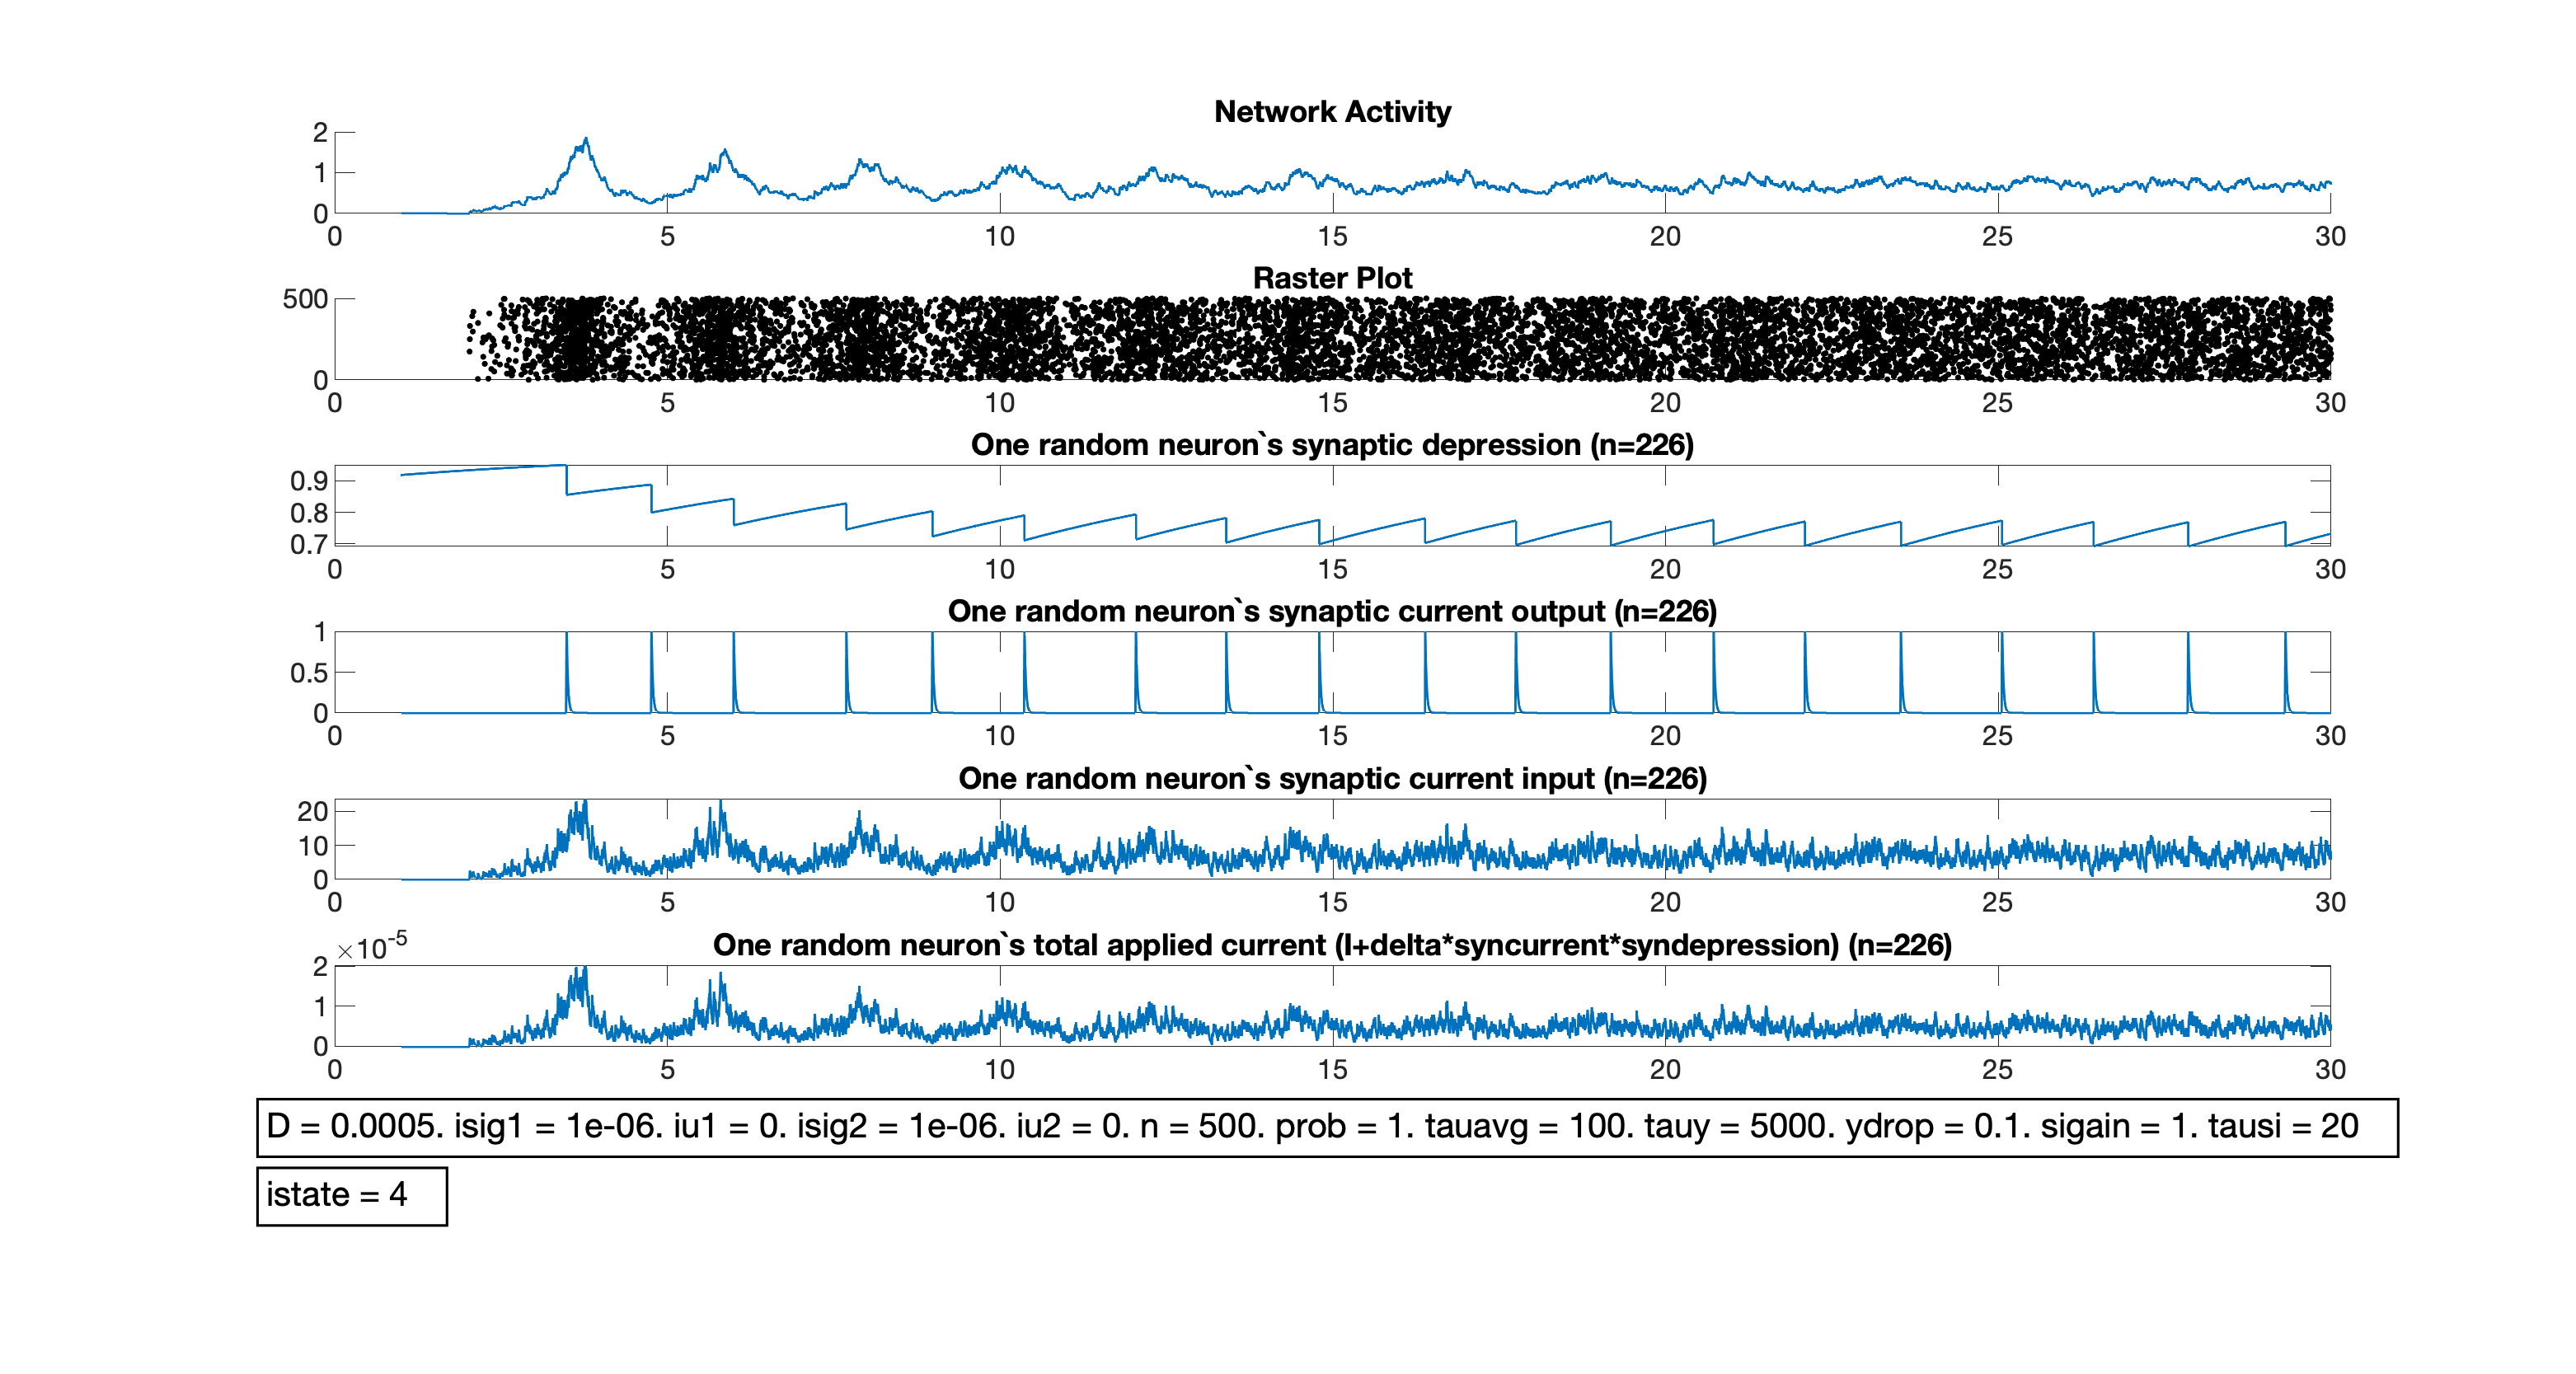 Network Activity
2
1
0
0 5 10 15 20 25 30
Raster Plot
500
0
0 5 10 15 20 25 30
One random neuron`s synaptic depression (n=226)
0.9
0.8
0.7
0 5 10 15 20 25 30
One random neuron`s synaptic current output (n=226)
1
0.5
0
0 5 10 15 20 25 30
One random neuron`s synaptic current input (n=226)
20
10
0
0 5 10 15 20 25 30
×10-5
One random neuron`s total applied current (I+delta*syncurrent*syndepression) (n=226)
2
1
0
0 5 10 15 20 25 30
D = 0.0005. isig1 = 1e-06. iu1 = 0. isig2 = 1e-06. iu2 = 0. n = 500. prob = 1. tauavg = 100. tauy = 5000. ydrop = 0.1. sigain = 1. tausi = 20
istate = 4